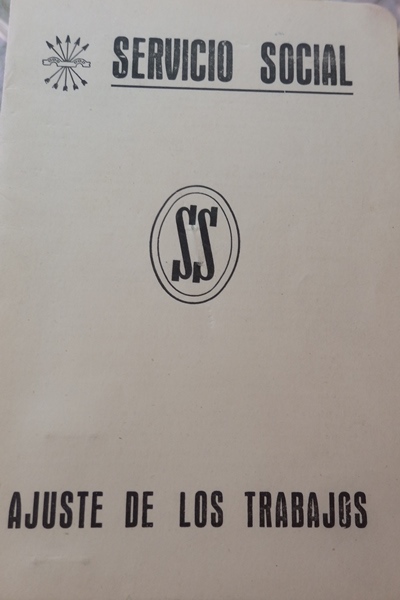 SERVICIO SOCIAL
SS
AJUSTE DE LOS TRABAJOS